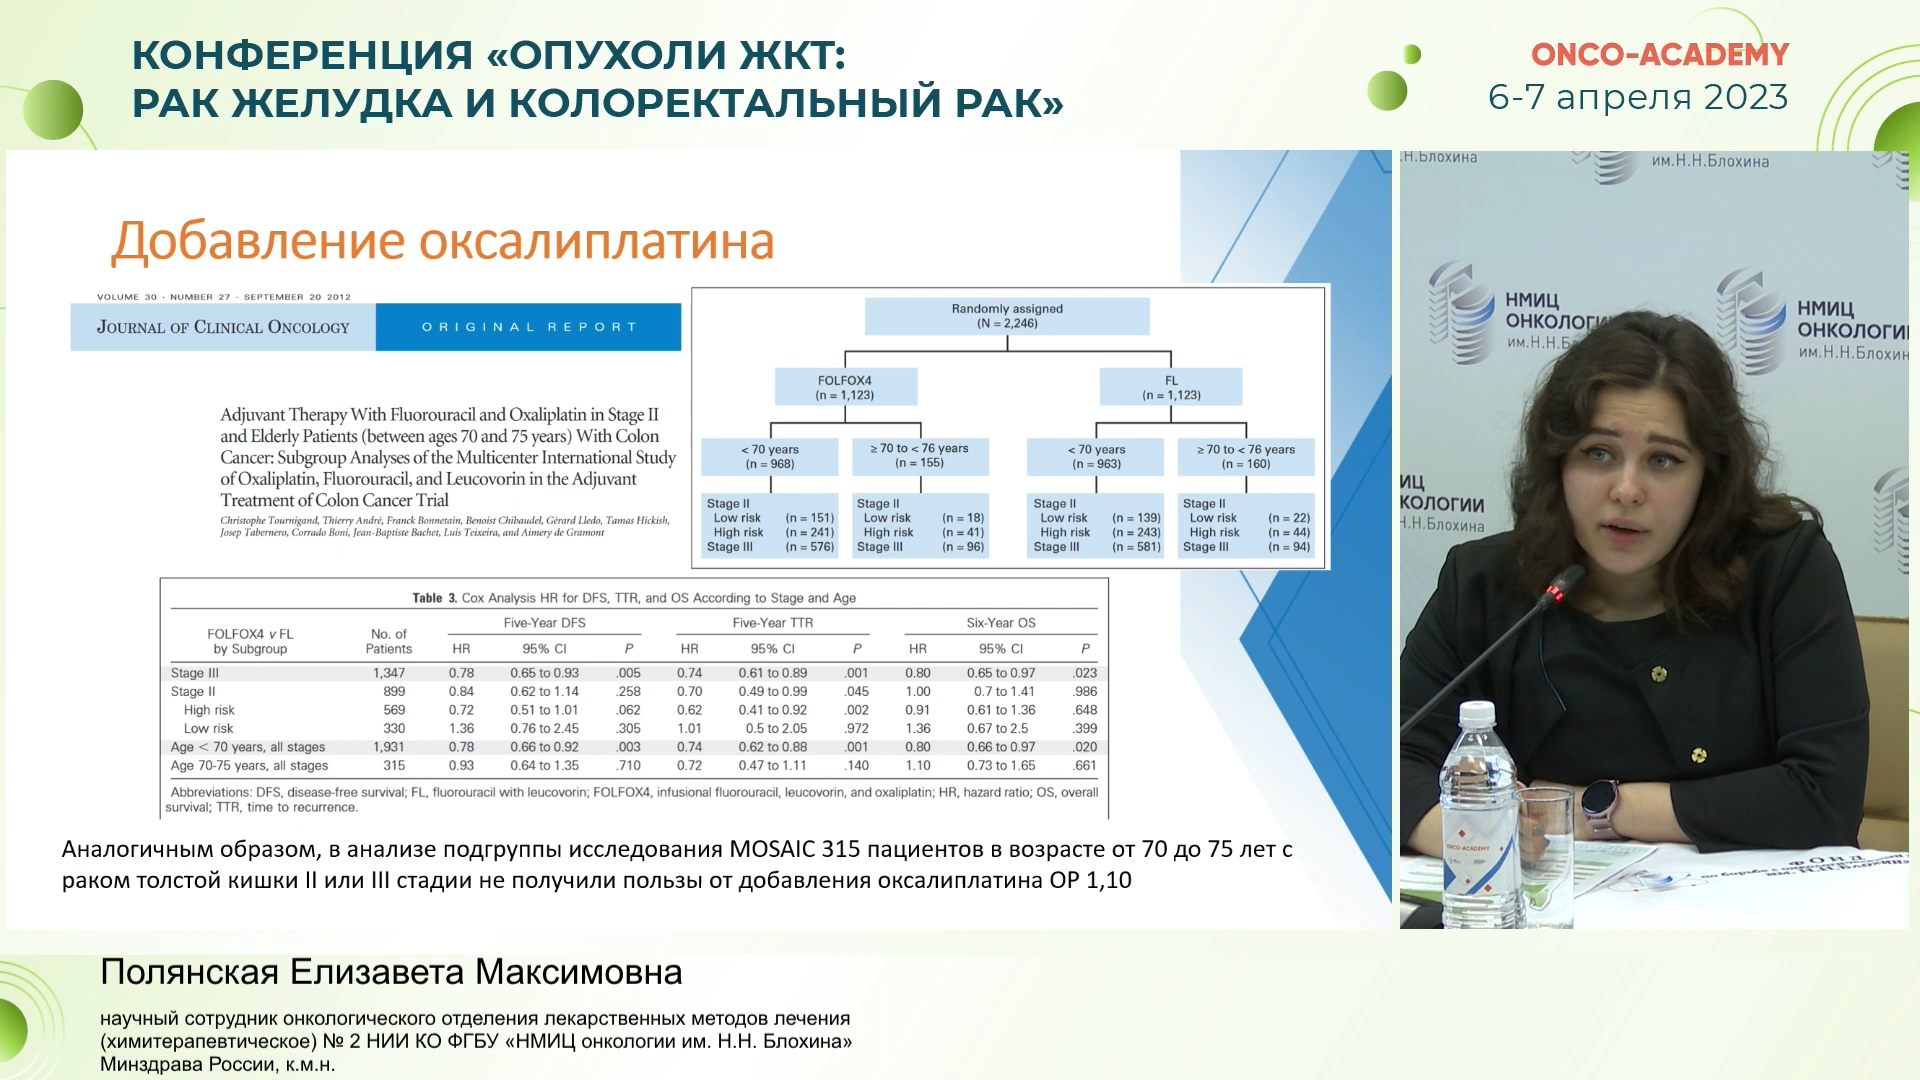 КОНФЕРЕНЦИЯ «ОПУХОЛИ ЖКТ:
РАК ЖЕЛУДКА И КОЛОРЕКТАЛЬНЫЙ РАК»
ONCO-ACADEMY
6-7 апреля 2023
Добавление оксалиплатина
VOLUME 30 · NUMBER 27 · SEPTEMBER 20 2012
JOURNAL OF CLINICAL ONCOLOGY
ORIGINAL REPORT
Adjuvant Therapy With Fluorouracil and Oxaliplatin in Stage II
and Elderly Patients (between ages 70 and 75 years) With Colon
Cancer: Subgroup Analyses of the Multicenter International Study
of Oxaliplatin, Fluorouracil, and Leucovorin in the Adjuvant
Treatment of Colon Cancer Trial
Christophe Tournigand, Thierry André, Franck Bonnetain, Benoist Chibaudel, Gérard Lledo, Tamas Hickish,
Josep Tabernero, Corrado Boni, Jean-Baptiste Bachet, Luis Teixeira, and Aimery de Gramont
Randomly assigned
(N = 2,246)
FOLFOX4
(n = 1,123)
FL
(n = 1,123)
< 70 years
(n = 968)
≥ 70 to < 76 years
(n = 155)
< 70 years
(n = 963)
≥ 70 to < 76 years
(n = 160)
Stage II
Low risk (n = 151)
High risk (n = 241)
Stage III (n = 576)
Stage II
Low risk (n = 18)
High risk (n = 41)
Stage III (n = 96)
Stage II
Low risk (n = 139)
High risk (n = 243)
Stage III (n = 581)
Stage II
Low risk (n = 22)
High risk (n = 44)
Stage III (n = 94)
Table 3. Cox Analysis HR for DFS, TTR, and OS According to Stage and Age
Five-Year DFS Five-Year TTR Six-Year OS
FOLFOX4 v FL
by Subgroup
No. of
Patients
HR 95% CI P HR 95% CI P HR 95% CI P
Stage III 1,347 0.78 0.65 to 0.93 .005 0.74 0.61 to 0.89 .001 0.80 0.65 to 0.97 .023
Stage II 899 0.84 0.62 to 1.14 .258 0.70 0.49 to 0.99 .045 1.00 0.7 to 1.41 .986
High risk 569 0.72 0.51 to 1.01 .062 0.62 0.41 to 0.92 .002 0.91 0.61 to 1.36 .648
Low risk 330 1.36 0.76 to 2.45 .305 1.01 0.5 to 2.05 .972 1.36 0.67 to 2.5 .399
Age < 70 years, all stages 1,931 0.78 0.66 to 0.92 .003 0.74 0.62 to 0.88 .001 0.80 0.66 to 0.97 .020
Age 70-75 years, all stages 315 0.93 0.64 to 1.35 .710 0.72 0.47 to 1.11 .140 1.10 0.73 to 1.65 .661
Abbreviations: DFS, disease-free survival; FL, fluorouracil with leucovorin; FOLFOX4, infusional fluorouracil, leucovorin, and oxaliplatin; HR, hazard ratio; OS, overall
survival; TTR, time to recurrence.
Аналогичным образом, в анализе подгруппы исследования MOSAIC 315 пациентов в возрасте от 70 до 75 лет с
раком толстой кишки II или III стадии не получили пользы от добавления оксалиплатина ОР 1,10
Н.Блохина
им.Н.Н.Блохина
НМИЦ
ОНКОЛОГИ
им.Н.Н.Б
НМИЦ
ОНКОЛОГИИ
им.Н.Н.Блохин
ИЦ
КОЛОГИИ
Н.Н.Блохина
ONCO-ACADEMY
Полянская Елизавета Максимовна
научный сотрудник онкологического отделения лекарственных методов лечения
(химитерапевтическое) № 2 НИИ КО ФГБУ «НМИЦ онкологии им. Н.Н. Блохина»
Минздрава России, к.м.н.